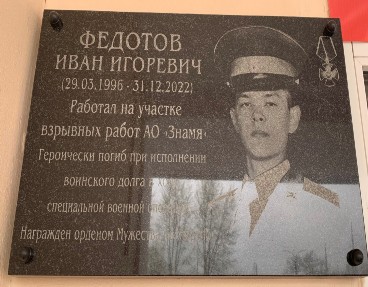 ФЕДОТОВ
ИВАН ИГОРЕВИЧ
(29.03.1996 - 31.12.2022)
Работал на участке
взрывных работ АО «Знамя»
Героически погиб при исполнении
воинского долга в
специальной военной
Награжден орденом